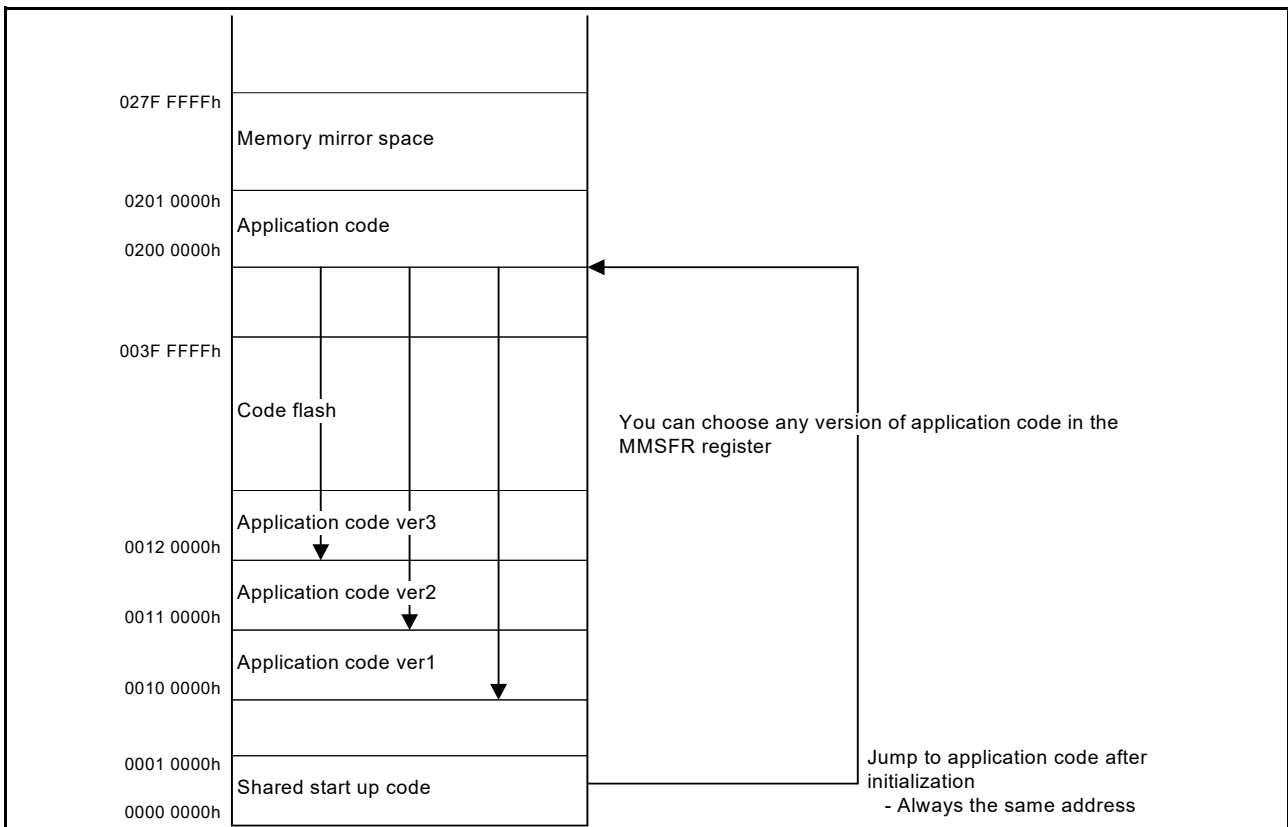 027F FFFFh
Memory mirror space
0201 0000h
Application code
0200 0000h
003F FFFFh
Code flash
You can choose any version of application code in the
MMSFR register
Application code ver3
0012 0000h
Application code ver2
0011 0000h
Application code ver1
0010 0000h
0001 0000h
Shared start up code
0000 0000h
Jump to application code after
initialization
- Always the same address